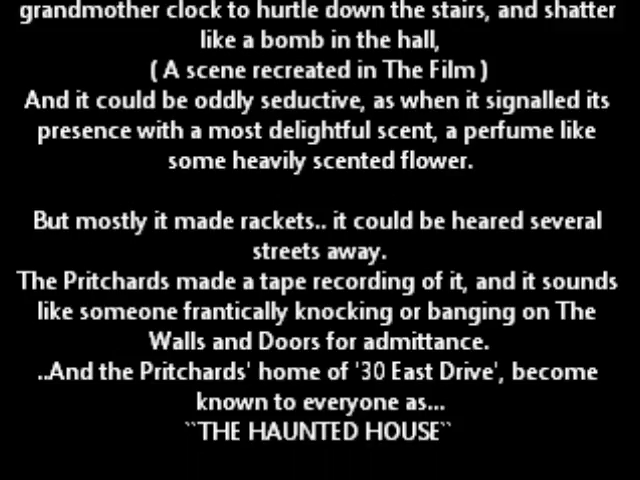 grandmother clock to hurtle down the stairs, and shatter
like a bomb in the hall,
( A scene recreated in The Film )
And it could be oddly seductive, as when it signalled its
presence with a most delightful scent, a perfume like
some heavily scented flower.
But mostly it made rackets.. it could be heared several
streets away.
The Pritchards made a tape recording of it, and it sounds
like someone frantically knocking or banging on The
Walls and Doors for admittance.
..And the Pritchards' home of '30 East Drive', become
known to everyone as...
``THE HAUNTED HOUSE``